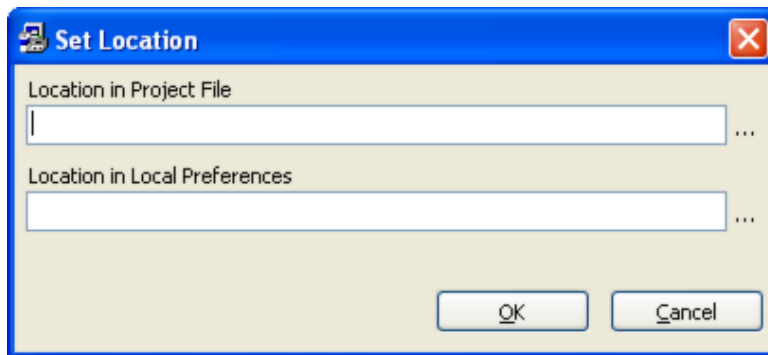 Set Location
Location in Project File
...
Location in Local Preferences
...
OK Cancel